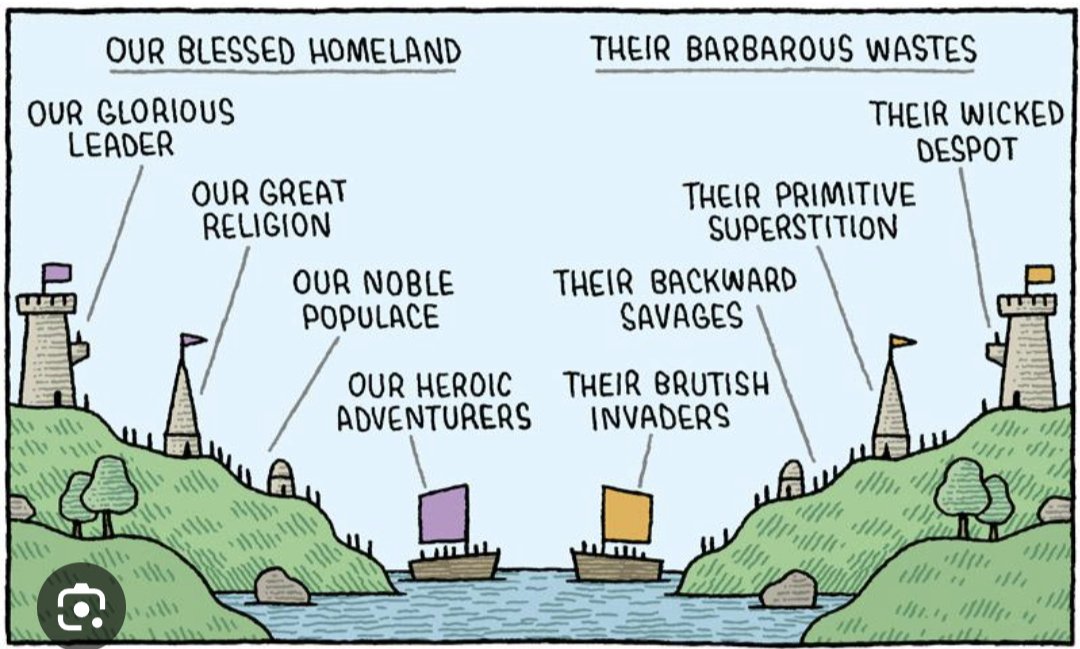 OUR BLESSED HOMELAND
THEIR BARBAROUS WASTES
OUR GLORIOUS
LEADER
THEIR WICKED
DESPOT
OUR GREAT
RELIGION
THEIR PRIMITIVE
SUPERSTITION
OUR NOBLE
POPULACE
THEIR BACKWARD
SAVAGES
OUR HEROIC
ADVENTURERS
THEIR BRUTISH
INVADERS